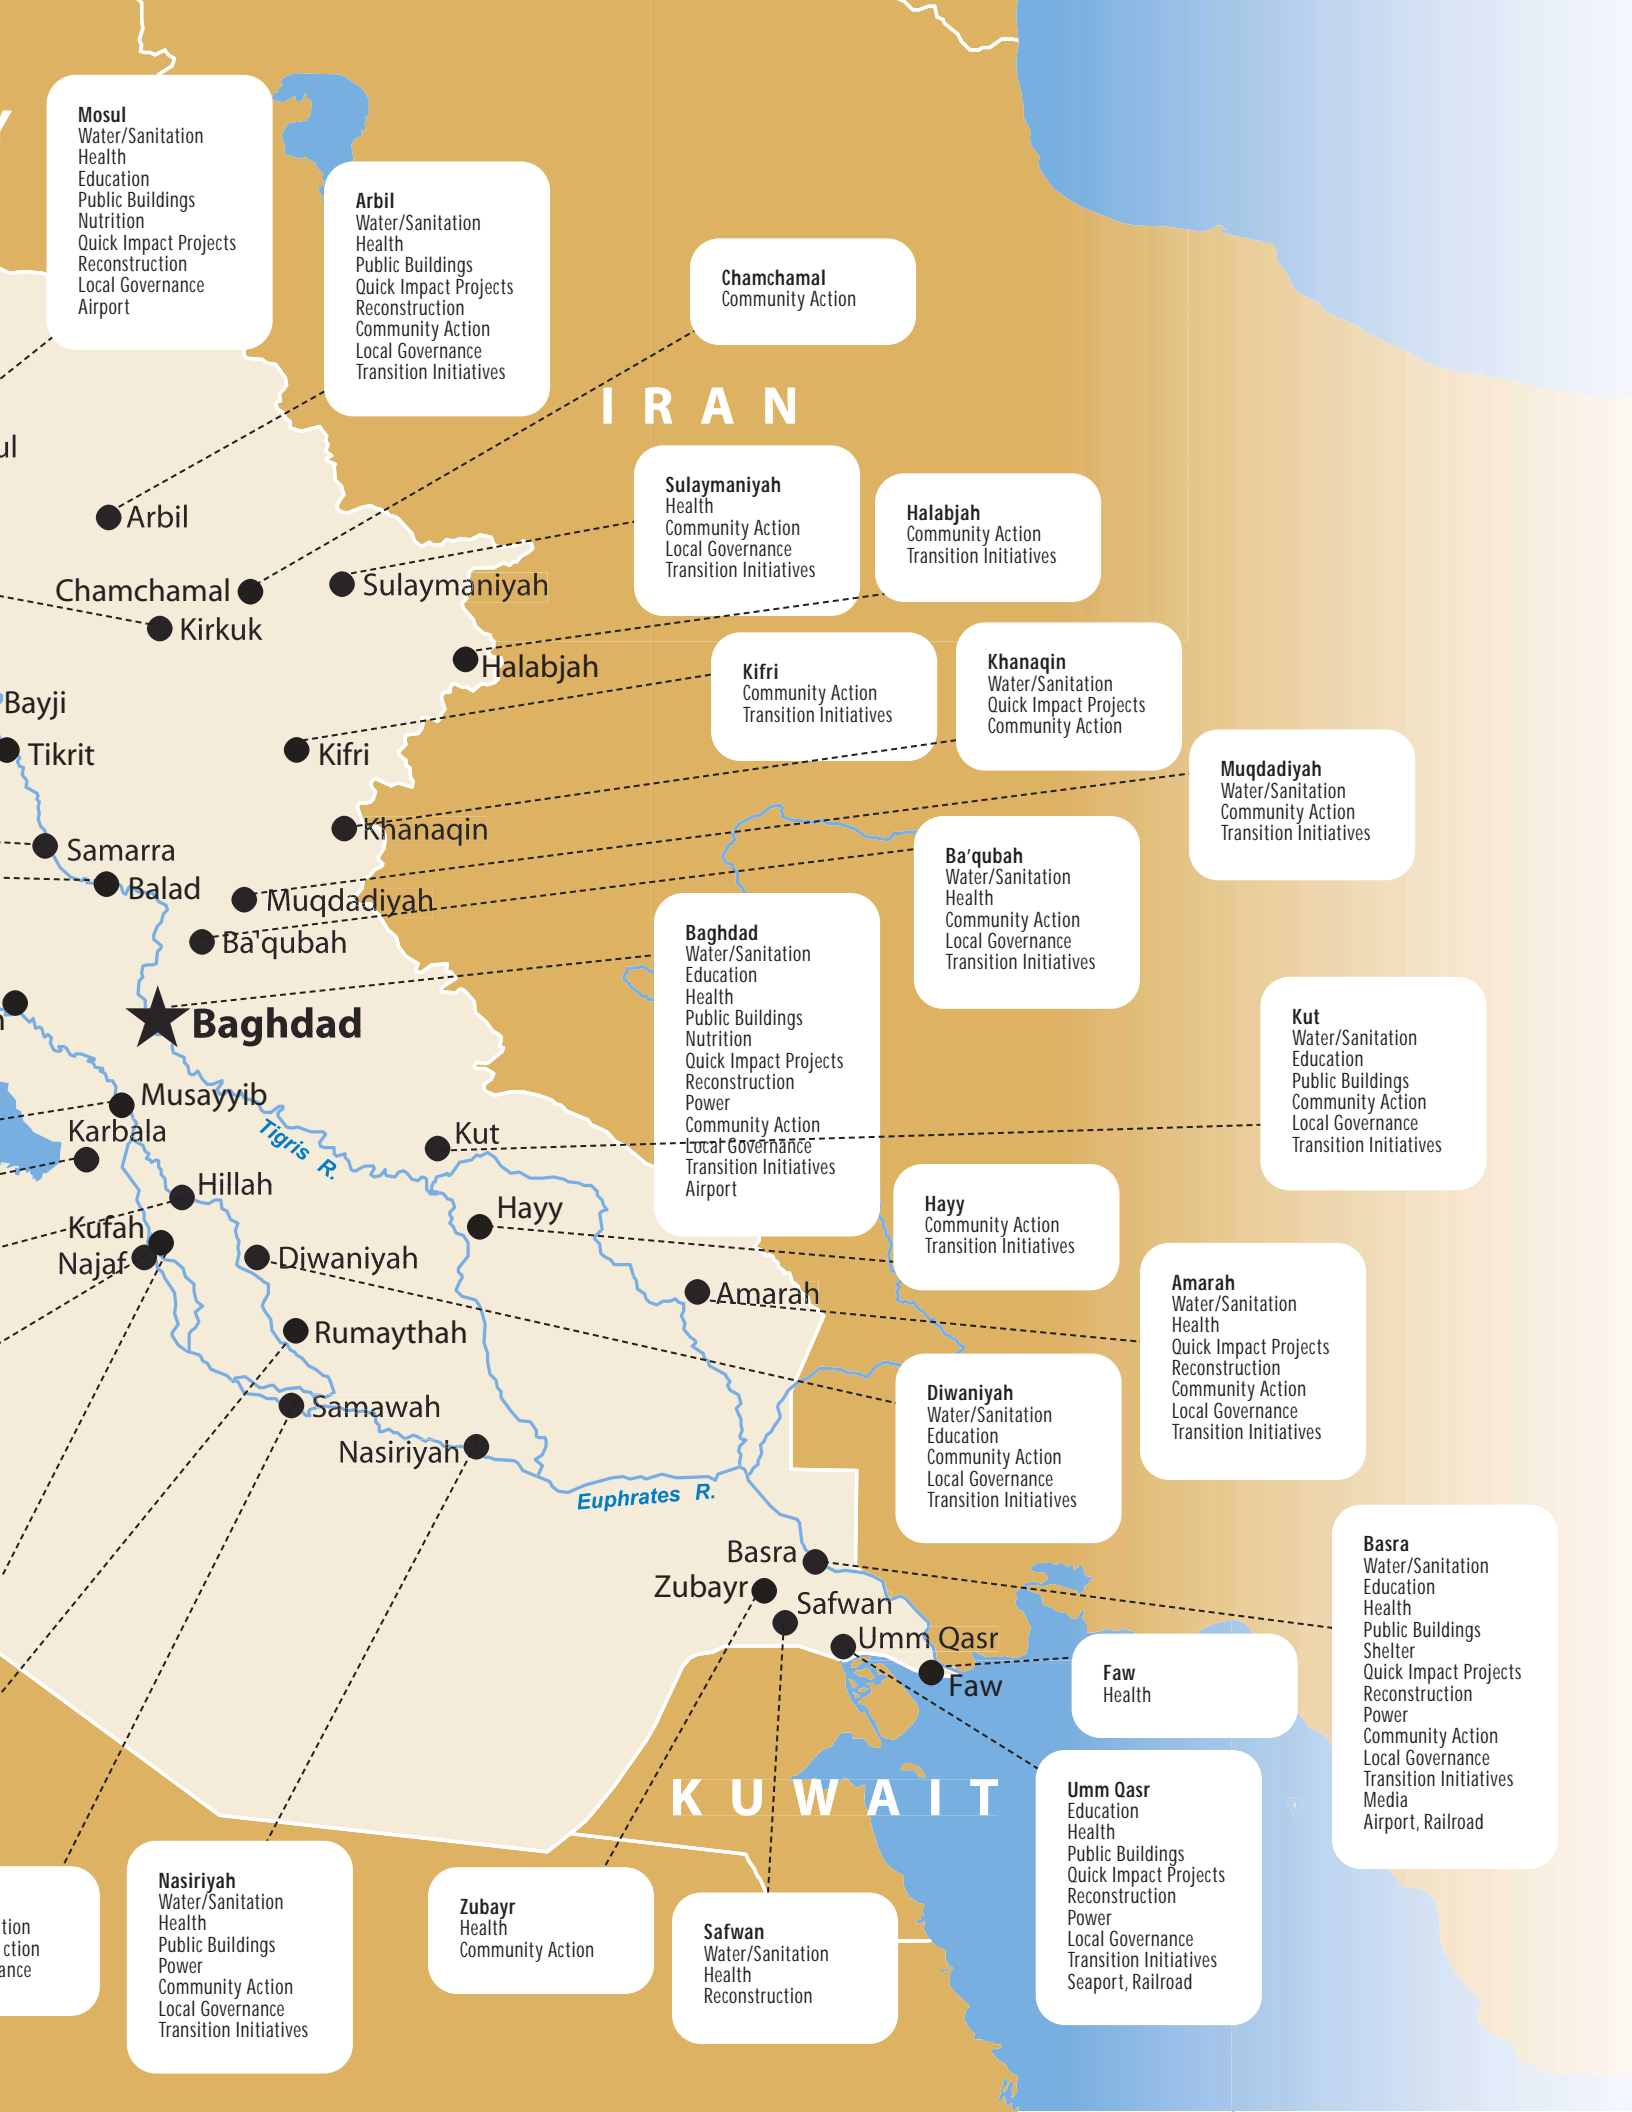 Mosul
Water/Sanitation
Health
Education
Public Buildings
Nutrition
Quick Impact Projects
Reconstruction
Local Governance
Airport
Arbil
Water/Sanitation
Health
Public Buildings
Quick Impact Projects
Reconstruction
Community Action
Local Governance
Transition Initiatives
Chamchamal
Community Action
IRAN
Sulaymaniyah
Health
Community Action
Local Governance
Transition Initiatives
Halabjah
Community Action
Transition Initiatives
Kifri
Community Action
Transition Initiatives
Khanaqin
Water/Sanitation
Quick Impact Projects
Community Action
Muqdadiyah
Water/Sanitation
Community Action
Transition Initiatives
Ba'qubah
Water/Sanitation
Health
Community Action
Local Governance
Transition Initiatives
Baghdad
Water/Sanitation
Education
Health
Public Buildings
Nutrition
Quick Impact Projects
Reconstruction
Power
Community Action
Local Governance
Transition Initiatives
Airport
Kut
Water/Sanitation
Education
Public Buildings
Community Action
Local Governance
Transition Initiatives
Hayy
Community Action
Transition Initiatives
Amarah
Water/Sanitation
Health
Quick Impact Projects
Reconstruction
Community Action
Local Governance
Transition Initiatives
Diwaniyah
Water/Sanitation
Education
Community Action
Local Governance
Transition Initiatives
Basra
Water/Sanitation
Education
Health
Public Buildings
Shelter
Quick Impact Projects
Reconstruction
Power
Community Action
Local Governance
Transition Initiatives
Media
Airport, Railroad
Faw
Health
Umm Qasr
Education
Health
Public Buildings
Quick Impact Projects
Reconstruction
Power
Local Governance
Transition Initiatives
Seaport, Railroad
Safwan
Water/Sanitation
Health
Reconstruction
Zubayr
Health
Community Action
Nasiriyah
Water/Sanitation
Health
Public Buildings
Power
Community Action
Local Governance
Transition Initiatives
tion
ction
ance
ul
Arbil
Chamchamal
Sulaymaniyah
Kirkuk
Halabjah
Bayji
Tikrit
Kifri
Khanaqin
Samarra
Balad
Muqdadiyah
Ba'qubah
Baghdad
Musayyib
Karbala
Tigris R.
Kut
Hillah
Hayy
Kufah
Najaf
Diwaniyah
Amarah
Rumaythah
Samawah
Nasiriyah
Euphrates R.
Basra
Zubayr
Safwan
Umm Qasr
Faw
KUWAIT